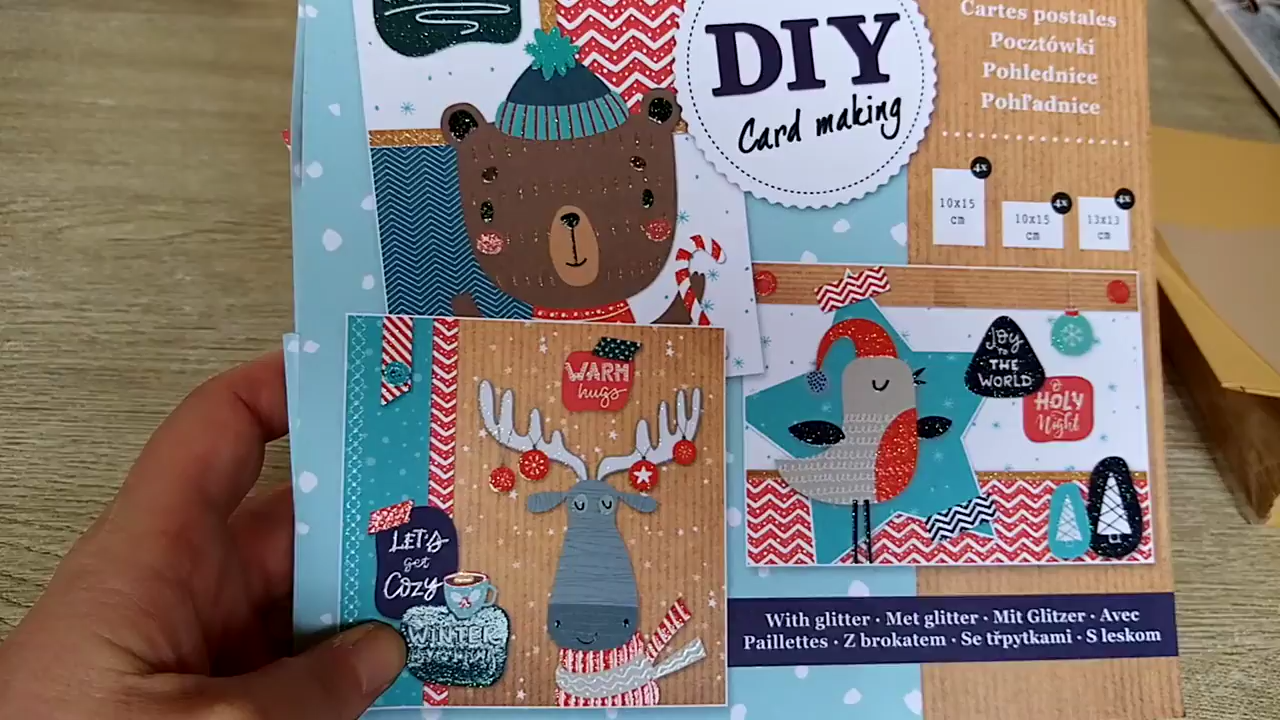 DIY
Card making
Cartes postales
Pocztówki
Pohlednice
Pohľadnice
4x
10x15
cm
4x
10x15
cm
4x
13x13
cm
WARM
hugs
LET'S
get
Cozy
WINTER
Joy
TO
THE
WORLD
O
HOLY
Night
With glitter · Met glitter · Mit Glitzer · Avec
Paillettes · Z brokatem · Se třpytkami · S leskom